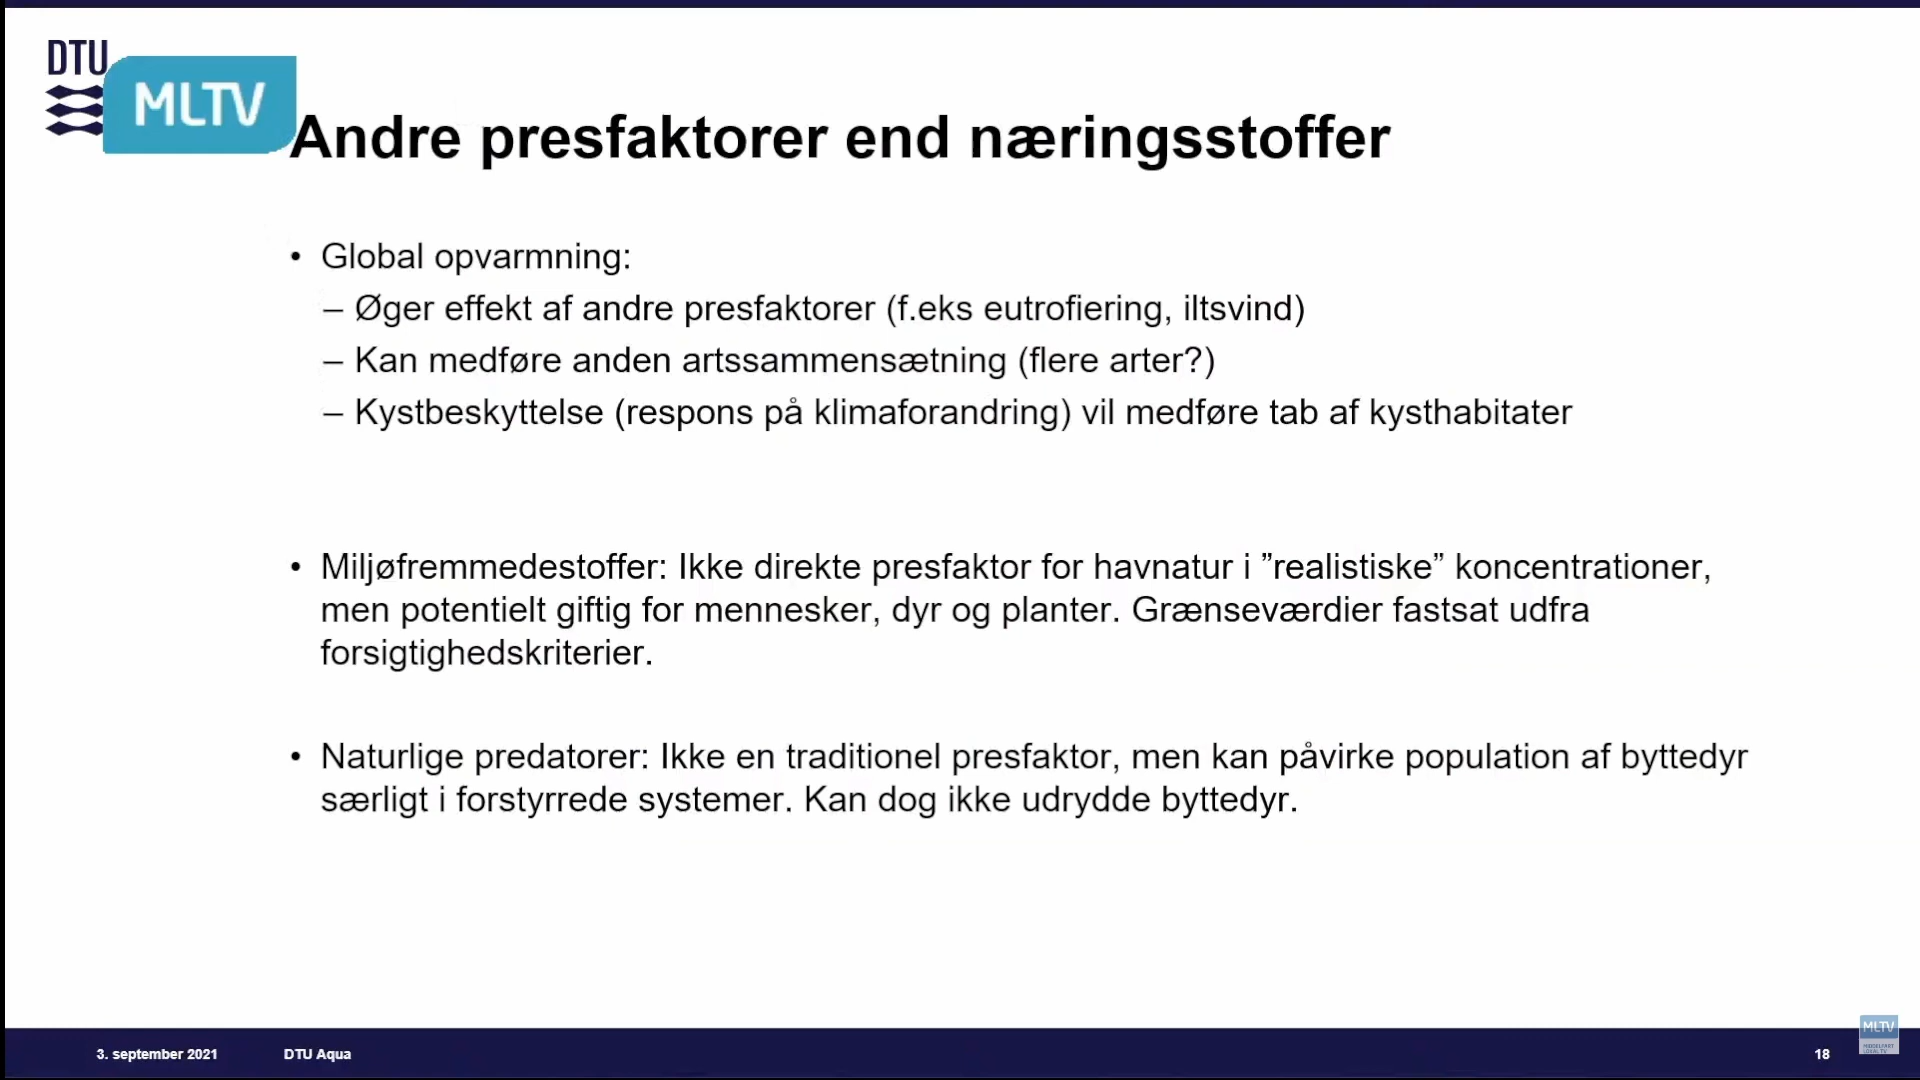 DTU
MLTV
Andre presfaktorer end næringsstoffer
• Global opvarmning:
– Øger effekt af andre presfaktorer (f.eks eutrofiering, iltsvind)
– Kan medføre anden artssammensætning (flere arter?)
– Kystbeskyttelse (respons på klimaforandring) vil medføre tab af kysthabitater
• Miljøfremmedestoffer: Ikke direkte presfaktor for havnatur i ”realistiske” koncentrationer,
men potentielt giftig for mennesker, dyr og planter. Grænseværdier fastsat udfra
forsigtighedskriterier.
• Naturlige predatorer: Ikke en traditionel presfaktor, men kan påvirke population af byttedyr
særligt i forstyrrede systemer. Kan dog ikke udrydde byttedyr.
3. september 2021 DTU Aqua 18
MLTV
MIDDELFART
LOKAL TV